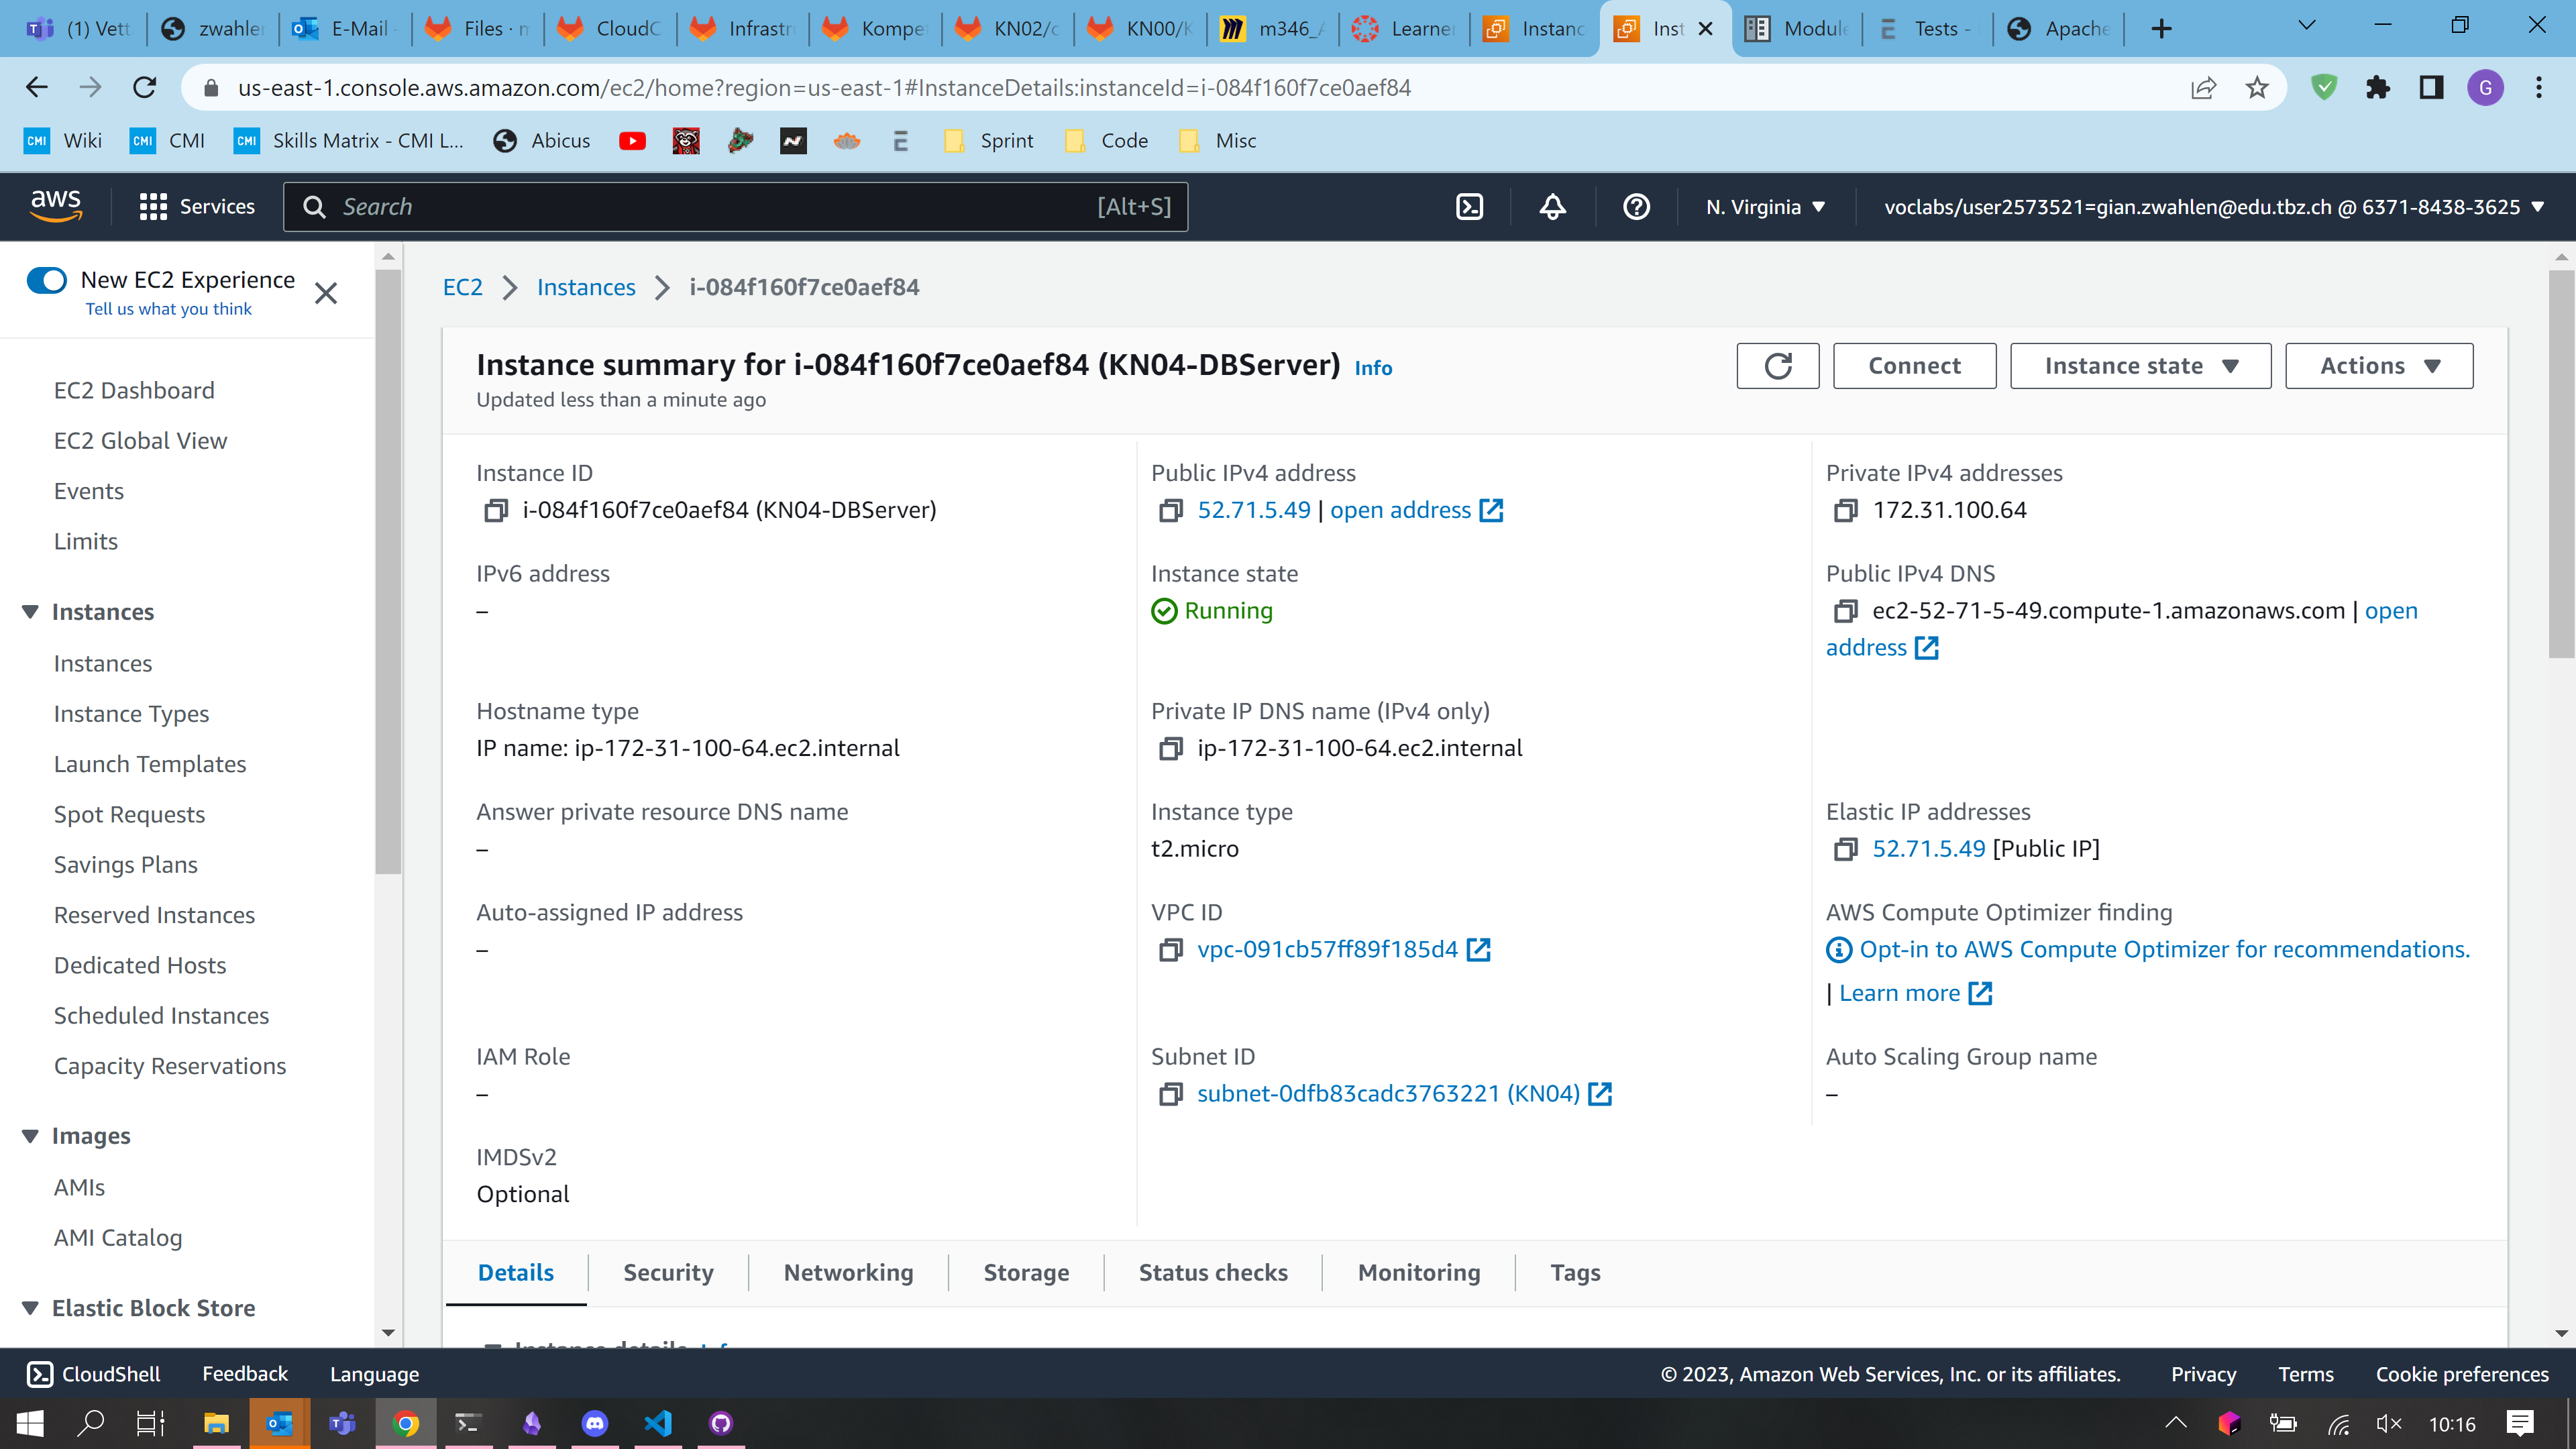 (1) Vett
zwahler
E-Mail -
Files · m
CloudC
Infrastru
Kompet
KN02/c
KN00/K
m346_A
Learner
Instanc
Inst
Module
Tests -
Apache
us-east-1.console.aws.amazon.com/ec2/home?region=us-east-1#InstanceDetails:instanceId=i-084f160f7ce0aef84
G
CMI Wiki
CMI CMI
CMI Skills Matrix - CMI L...
Abicus
Sprint
Code
Misc
aws
Services
Search
[Alt+S]
N. Virginia
voclabs/user2573521=gian.zwahlen@edu.tbz.ch @ 6371-8438-3625
New EC2 Experience
Tell us what you think
EC2 Dashboard
EC2 Global View
Events
Limits
Instances
Instances
Instance Types
Launch Templates
Spot Requests
Savings Plans
Reserved Instances
Dedicated Hosts
Scheduled Instances
Capacity Reservations
Images
AMIs
AMI Catalog
Elastic Block Store
EC2 > Instances > i-084f160f7ce0aef84
Instance summary for i-084f160f7ce0aef84 (KN04-DBServer) Info
Updated less than a minute ago
Connect
Instance state
Actions
Instance ID
i-084f160f7ce0aef84 (KN04-DBServer)
Public IPv4 address
52.71.5.49 | open address
Private IPv4 addresses
172.31.100.64
IPv6 address
–
Instance state
Running
Public IPv4 DNS
ec2-52-71-5-49.compute-1.amazonaws.com | open
address
Hostname type
IP name: ip-172-31-100-64.ec2.internal
Private IP DNS name (IPv4 only)
ip-172-31-100-64.ec2.internal
Answer private resource DNS name
–
Instance type
t2.micro
Elastic IP addresses
52.71.5.49 [Public IP]
Auto-assigned IP address
–
VPC ID
vpc-091cb57ff89f185d4
AWS Compute Optimizer finding
Opt-in to AWS Compute Optimizer for recommendations.
| Learn more
IAM Role
–
Subnet ID
subnet-0dfb83cadc3763221 (KN04)
Auto Scaling Group name
–
IMDSv2
Optional
Details
Security
Networking
Storage
Status checks
Monitoring
Tags
Instance details Info
CloudShell
Feedback
Language
© 2023, Amazon Web Services, Inc. or its affiliates.
Privacy
Terms
Cookie preferences
10:16